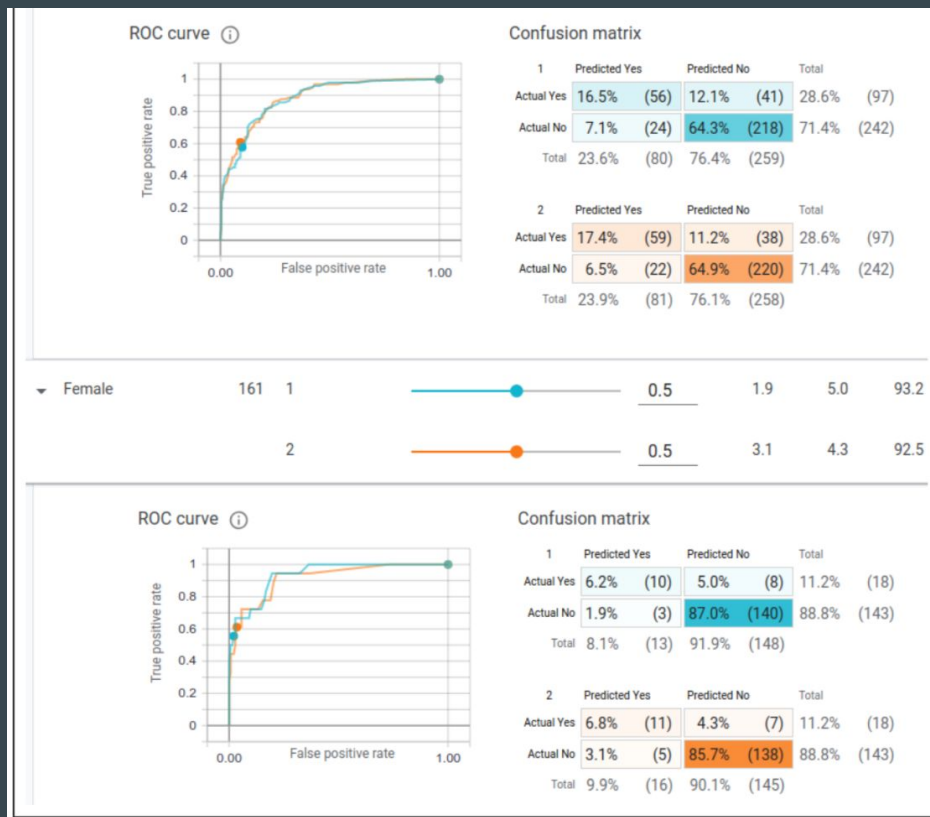 ROC curve
Confusion matrix
1 Predicted Yes Predicted No Total
Actual Yes 16.5% (56) 12.1% (41) 28.6% (97)
Actual No 7.1% (24) 64.3% (218) 71.4% (242)
Total 23.6% (80) 76.4% (259)
2 Predicted Yes Predicted No Total
Actual Yes 17.4% (59) 11.2% (38) 28.6% (97)
Actual No 6.5% (22) 64.9% (220) 71.4% (242)
Total 23.9% (81) 76.1% (258)
True positive rate
1
0.8
0.6
0.4
0.2
0
0.00 False positive rate 1.00
Female 161 1 0.5 1.9 5.0 93.2
2 0.5 3.1 4.3 92.5
ROC curve
Confusion matrix
1 Predicted Yes Predicted No Total
Actual Yes 6.2% (10) 5.0% (8) 11.2% (18)
Actual No 1.9% (3) 87.0% (140) 88.8% (143)
Total 8.1% (13) 91.9% (148)
2 Predicted Yes Predicted No Total
Actual Yes 6.8% (11) 4.3% (7) 11.2% (18)
Actual No 3.1% (5) 85.7% (138) 88.8% (143)
Total 9.9% (16) 90.1% (145)
True positive rate
1
0.8
0.6
0.4
0.2
0
0.00 False positive rate 1.00